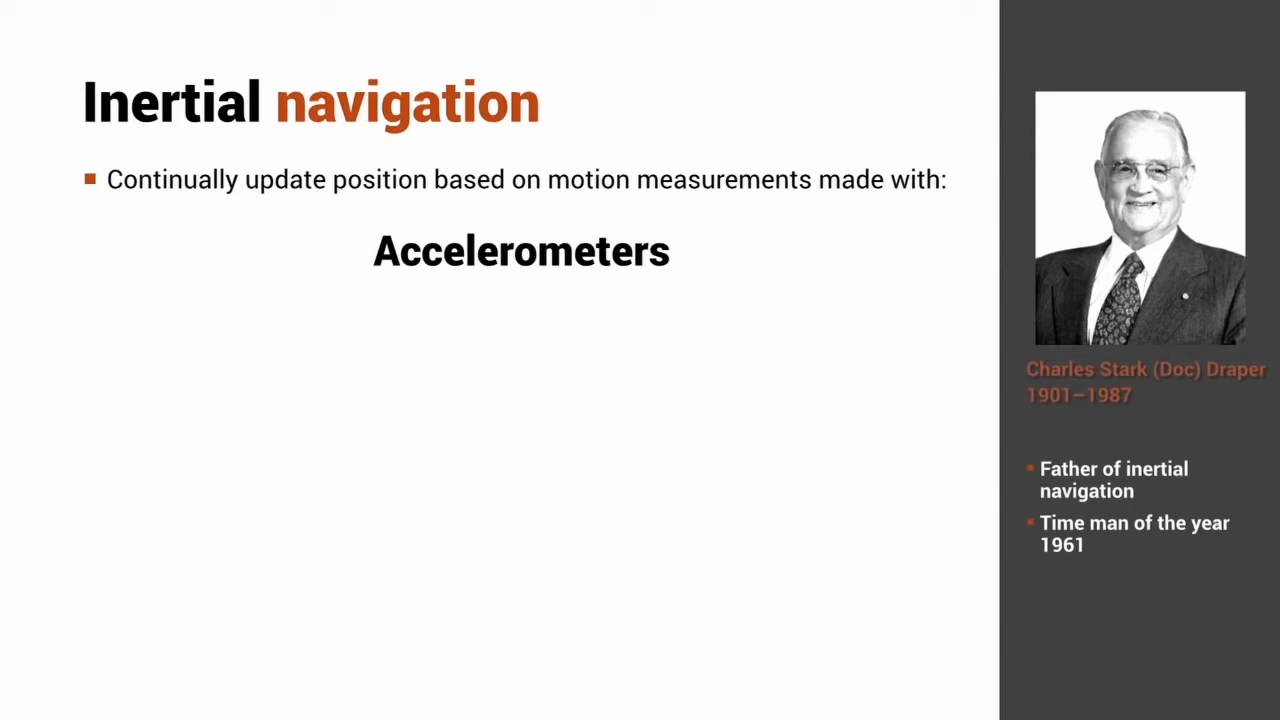 Inertial navigation
Continually update position based on motion measurements made with:
Accelerometers
Charles Stark (Doc) Draper
1901–1987
Father of inertial
navigation
Time man of the year
1961